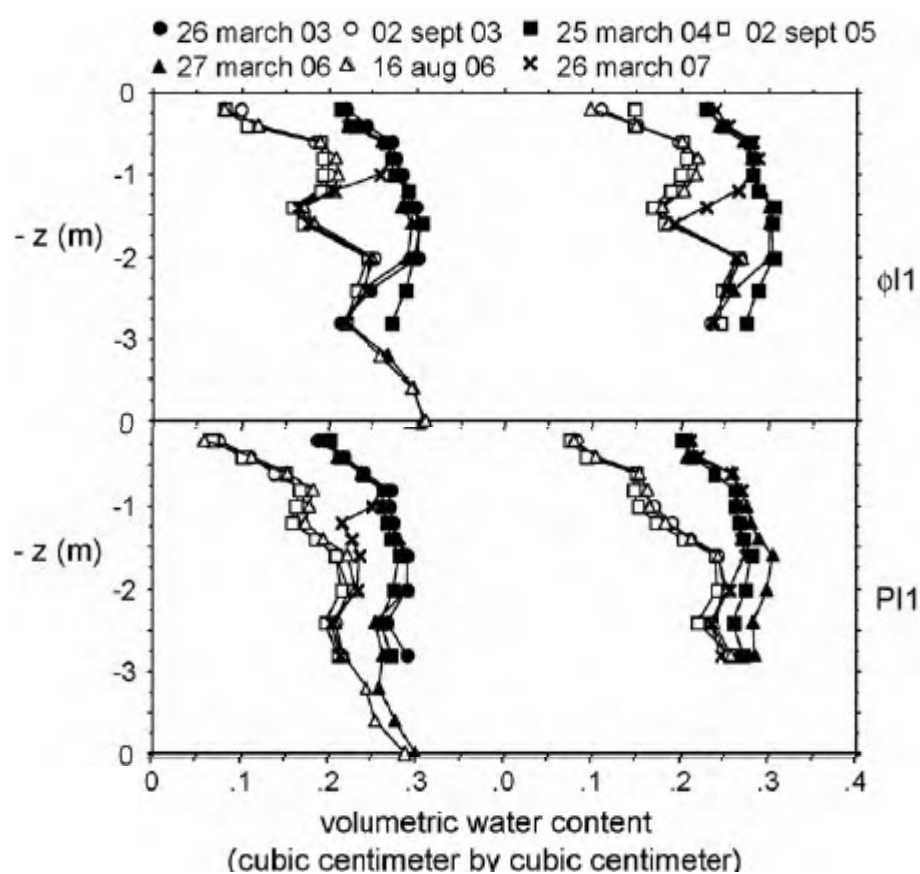 ● 26 march 03 ○ 02 sept 03 ■ 25 march 04 □ 02 sept 05
▲ 27 march 06 △ 16 aug 06 × 26 march 07
0
-1
- z (m)
-2
ϕI1
-3
0
-1
- z (m)
-2
PI1
-3
0
0 .1 .2 .3 0.0 .1 .2 .3 .4
volumetric water content
(cubic centimeter by cubic centimeter)